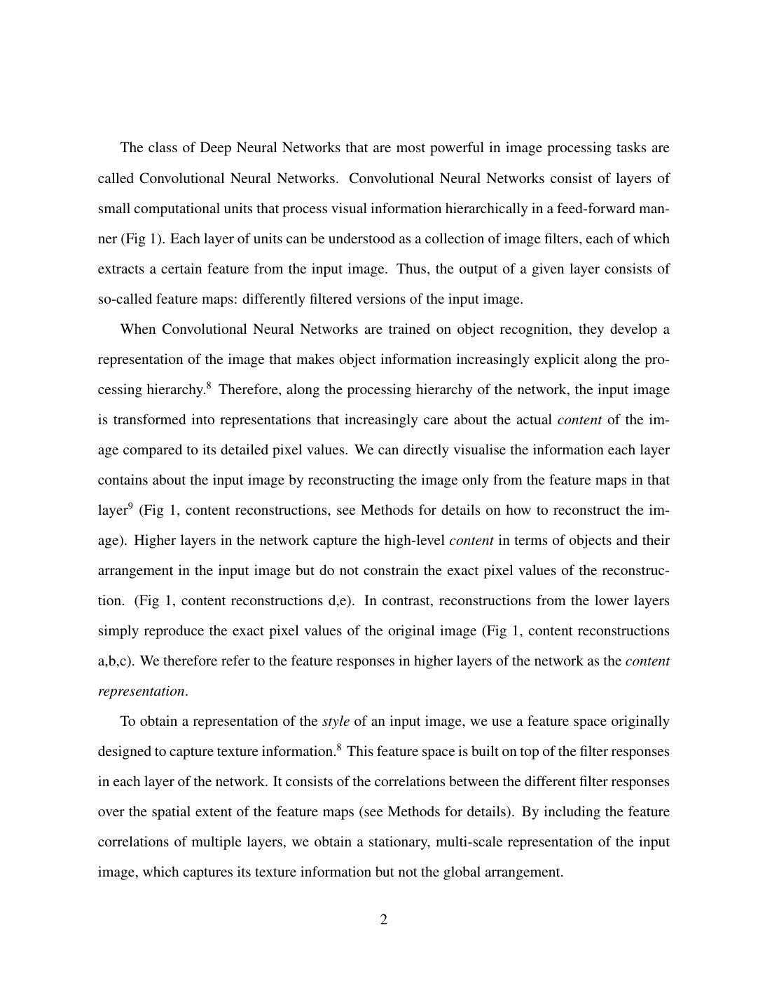 The class of Deep Neural Networks that are most powerful in image processing tasks are
called Convolutional Neural Networks. Convolutional Neural Networks consist of layers of
small computational units that process visual information hierarchically in a feed-forward man-
ner (Fig 1). Each layer of units can be understood as a collection of image filters, each of which
extracts a certain feature from the input image. Thus, the output of a given layer consists of
so-called feature maps: differently filtered versions of the input image.
When Convolutional Neural Networks are trained on object recognition, they develop a
representation of the image that makes object information increasingly explicit along the pro-
cessing hierarchy.8 Therefore, along the processing hierarchy of the network, the input image
is transformed into representations that increasingly care about the actual content of the im-
age compared to its detailed pixel values. We can directly visualise the information each layer
contains about the input image by reconstructing the image only from the feature maps in that
layer9 (Fig 1, content reconstructions, see Methods for details on how to reconstruct the im-
age). Higher layers in the network capture the high-level content in terms of objects and their
arrangement in the input image but do not constrain the exact pixel values of the reconstruc-
tion. (Fig 1, content reconstructions d,e). In contrast, reconstructions from the lower layers
simply reproduce the exact pixel values of the original image (Fig 1, content reconstructions
a,b,c). We therefore refer to the feature responses in higher layers of the network as the content
representation.
To obtain a representation of the style of an input image, we use a feature space originally
designed to capture texture information.8 This feature space is built on top of the filter responses
in each layer of the network. It consists of the correlations between the different filter responses
over the spatial extent of the feature maps (see Methods for details). By including the feature
correlations of multiple layers, we obtain a stationary, multi-scale representation of the input
image, which captures its texture information but not the global arrangement.
2